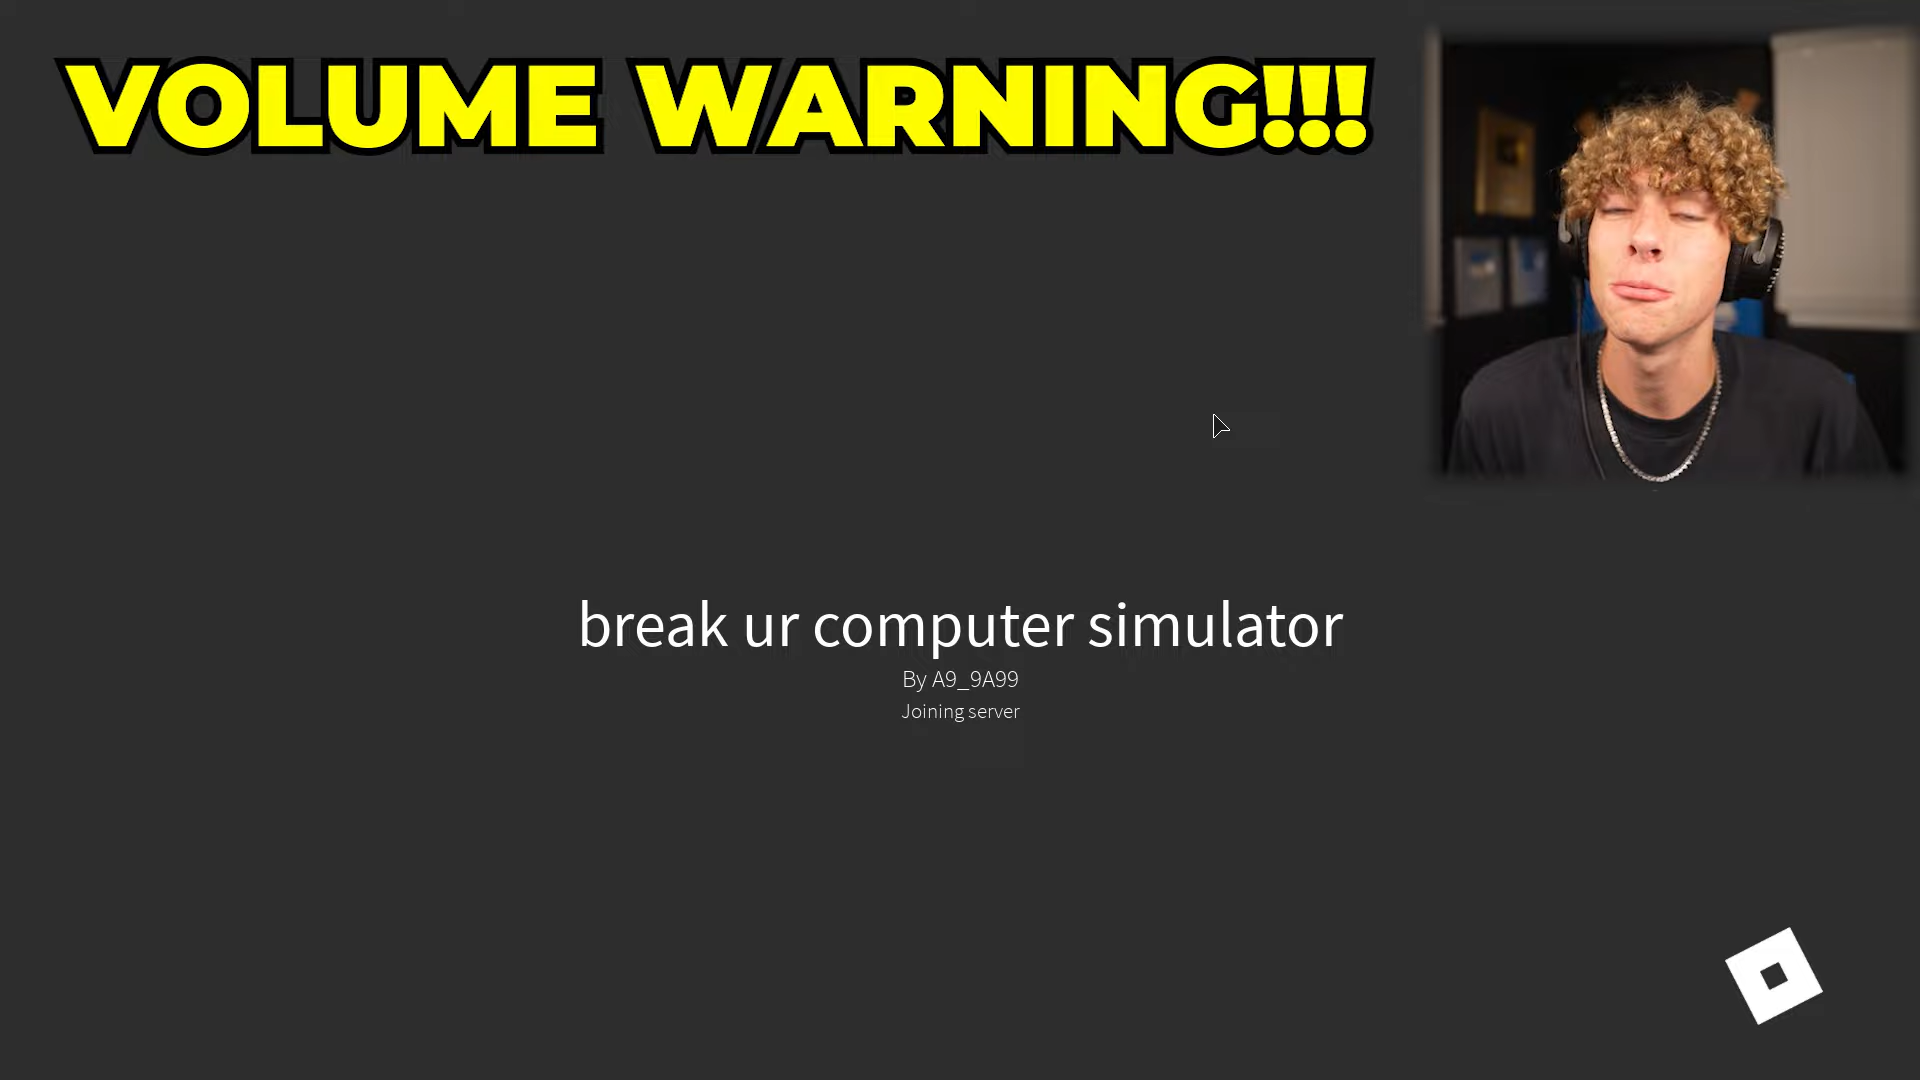 VOLUME WARNING!!!
break ur computer simulator
By A9_9A99
Joining server